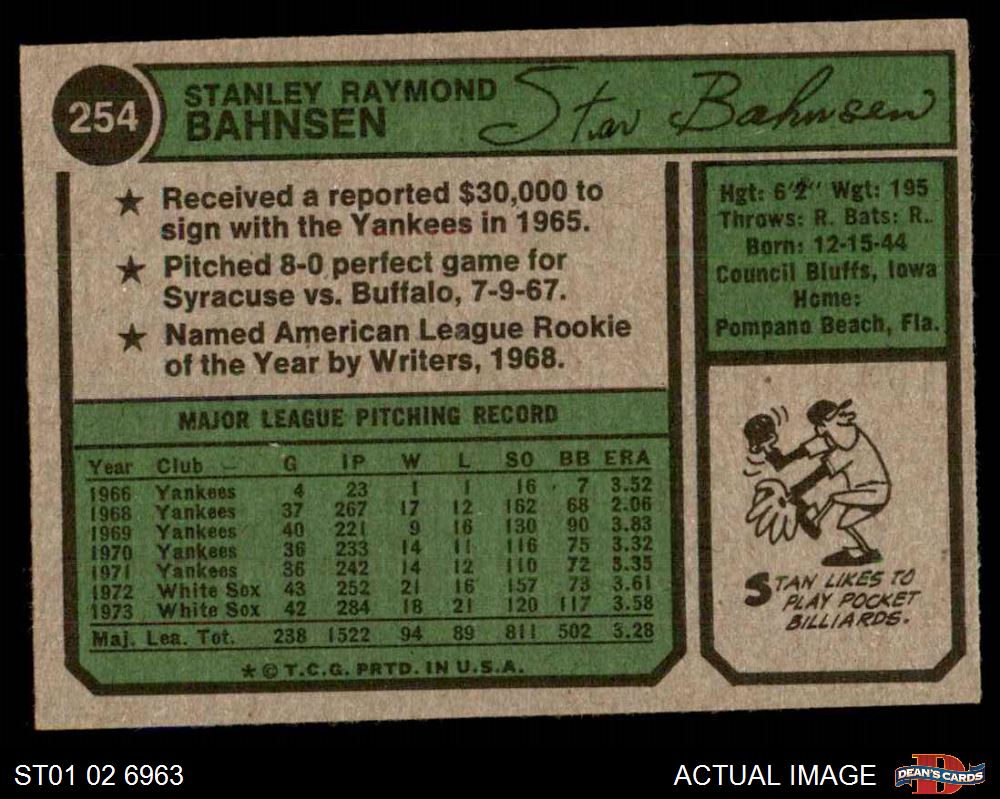 254
STANLEY RAYMOND
BAHNSEN
Stan Bahnsen
★ Received a reported $30,000 to
sign with the Yankees in 1965.
★ Pitched 8-0 perfect game for
Syracuse vs. Buffalo, 7-9-67.
★ Named American League Rookie
of the Year by Writers, 1968.
Hgt: 6'2" Wgt: 195
Throws: R. Bats: R.
Born: 12-15-44
Council Bluffs, Iowa
Home:
Pompano Beach, Fla.
MAJOR LEAGUE PITCHING RECORD
Year Club G IP W L SO BB ERA
1966 Yankees 4 23 1 1 16 7 3.52
1968 Yankees 37 267 17 12 162 68 2.06
1969 Yankees 40 221 9 16 130 90 3.83
1970 Yankees 36 233 14 11 116 75 3.32
1971 Yankees 36 242 14 12 110 72 3.35
1972 White Sox 43 252 21 16 157 73 3.61
1973 White Sox 42 284 18 21 120 117 3.58
Maj. Lea. Tot. 238 1522 94 89 811 502 3.28
★ © T.C.G. PRTD. IN U.S.A.
STAN LIKES TO
PLAY POCKET
BILLIARDS.
ST01 02 6963
ACTUAL IMAGE
D
DEAN'S CARDS